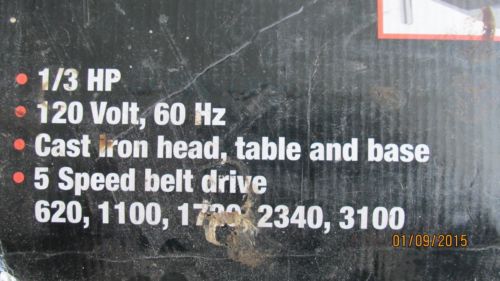 • 1/3 HP
• 120 Volt, 60 Hz
• Cast Iron head, table and base
• 5 Speed belt drive
620, 1100, 2340, 3100
01/09/2015